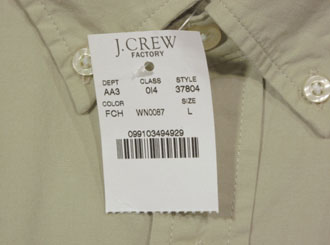 J.CREW
FACTORY
DEPT CLASS STYLE
AA3 014 37804
COLOR SIZE
FCH WN0087 L
099103494929